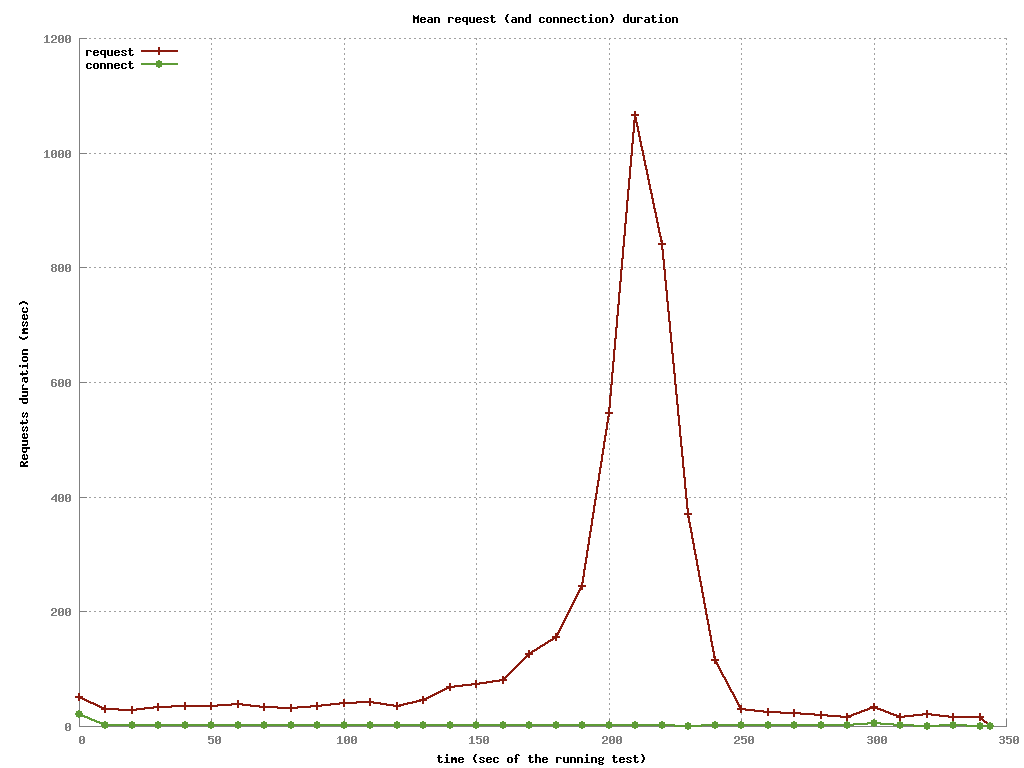 Mean request (and connection) duration
1200
request
connect
1000
800
Requests duration (msec)
600
400
200
0
0 50 100 150 200 250 300 350
time (sec of the running test)